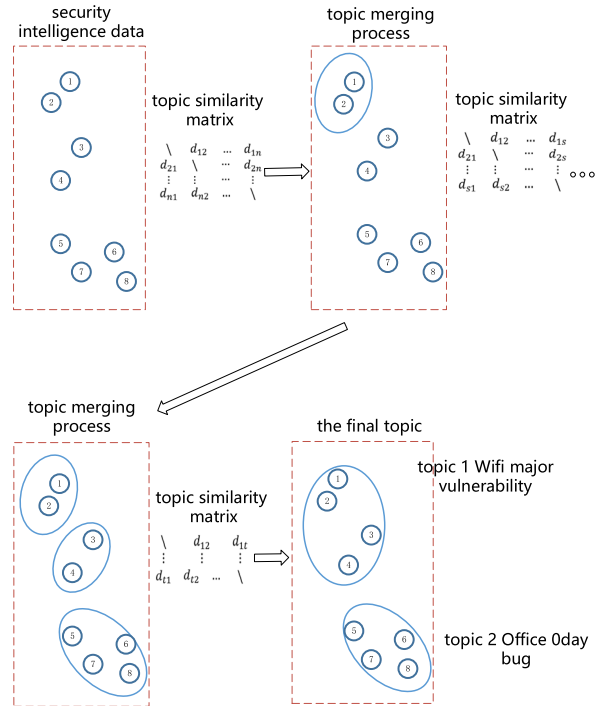 security
intelligence data
1
2
3
4
5
6
7
8
topic similarity
matrix
\ d12 … d1n
d21 \ … d2n
⋮ ⋮ … ⋮
dn1 dn2 … \
topic merging
process
1
2
3
4
5
6
7
8
topic similarity
matrix
\ d12 … d1s
d21 \ … d2s
⋮ ⋮ … ⋮
ds1 ds2 … \
topic merging
process
1
2
3
4
5
6
7
8
topic similarity
matrix
\ d12 d1t
⋮ ⋮ ⋮
dt1 dt2 … \
the final topic
1
2
3
4
5
6
7
8
topic 1 Wifi major
vulnerability
topic 2 Office 0day
bug